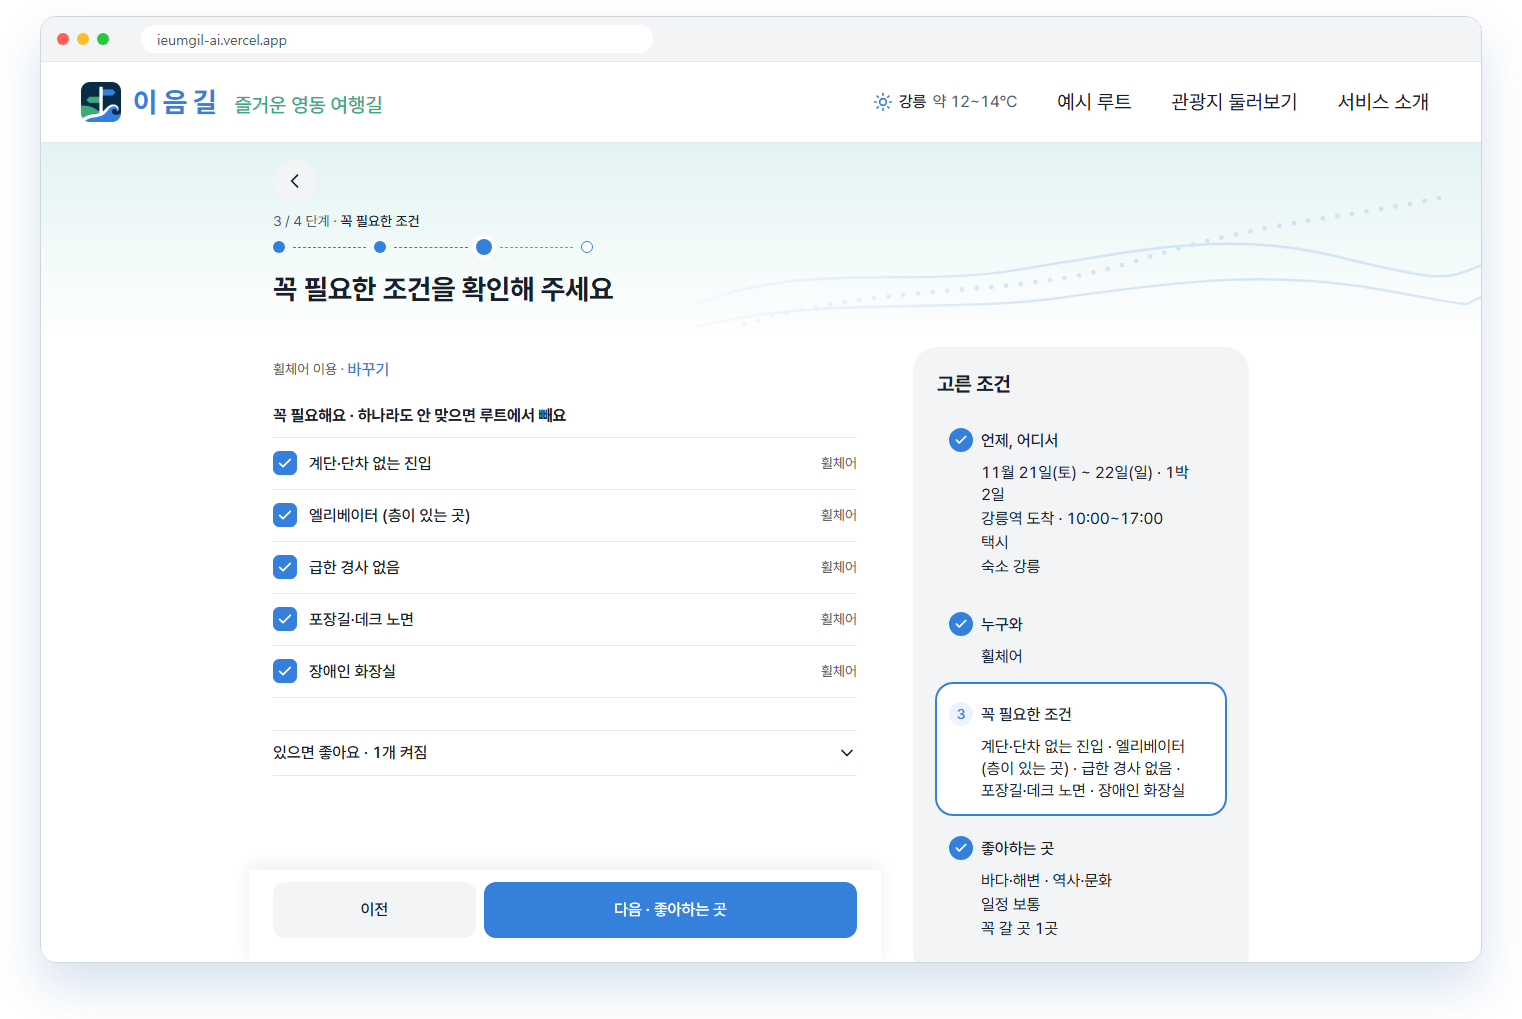 ieumgil-ai.vercel.app
이음길 즐거운 영동 여행길
강릉 약 12~14°C
예시 루트
관광지 둘러보기
서비스 소개
3 / 4 단계 · 꼭 필요한 조건
꼭 필요한 조건을 확인해 주세요
휠체어 이용 · 바꾸기
꼭 필요해요 · 하나라도 안 맞으면 루트에서 빼요
계단·단차 없는 진입 휠체어
엘리베이터 (층이 있는 곳) 휠체어
급한 경사 없음 휠체어
포장길·데크 노면 휠체어
장애인 화장실 휠체어
있으면 좋아요 · 1개 켜짐
이전
다음 · 좋아하는 곳
고른 조건
언제, 어디서
11월 21일(토) ~ 22일(일) · 1박
2일
강릉역 도착 · 10:00~17:00
택시
숙소 강릉
누구와
휠체어
3 꼭 필요한 조건
계단·단차 없는 진입 · 엘리베이터
(층이 있는 곳) · 급한 경사 없음 ·
포장길·데크 노면 · 장애인 화장실
좋아하는 곳
바다·해변 · 역사·문화
일정 보통
꼭 갈 곳 1곳